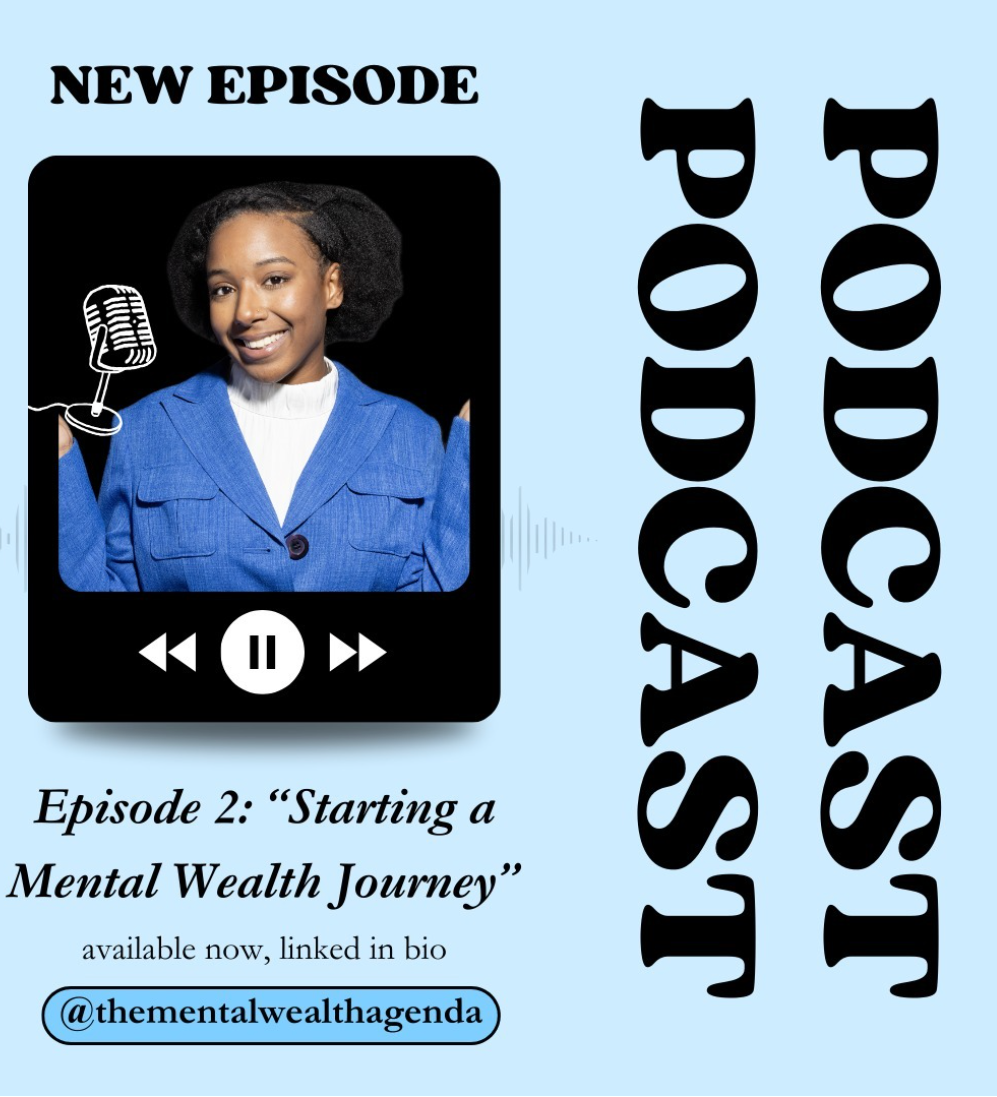 NEW EPISODE
Episode 2: “Starting a
Mental Wealth Journey”
available now, linked in bio
@thementalwealthagenda
PODCAST
PODCAST